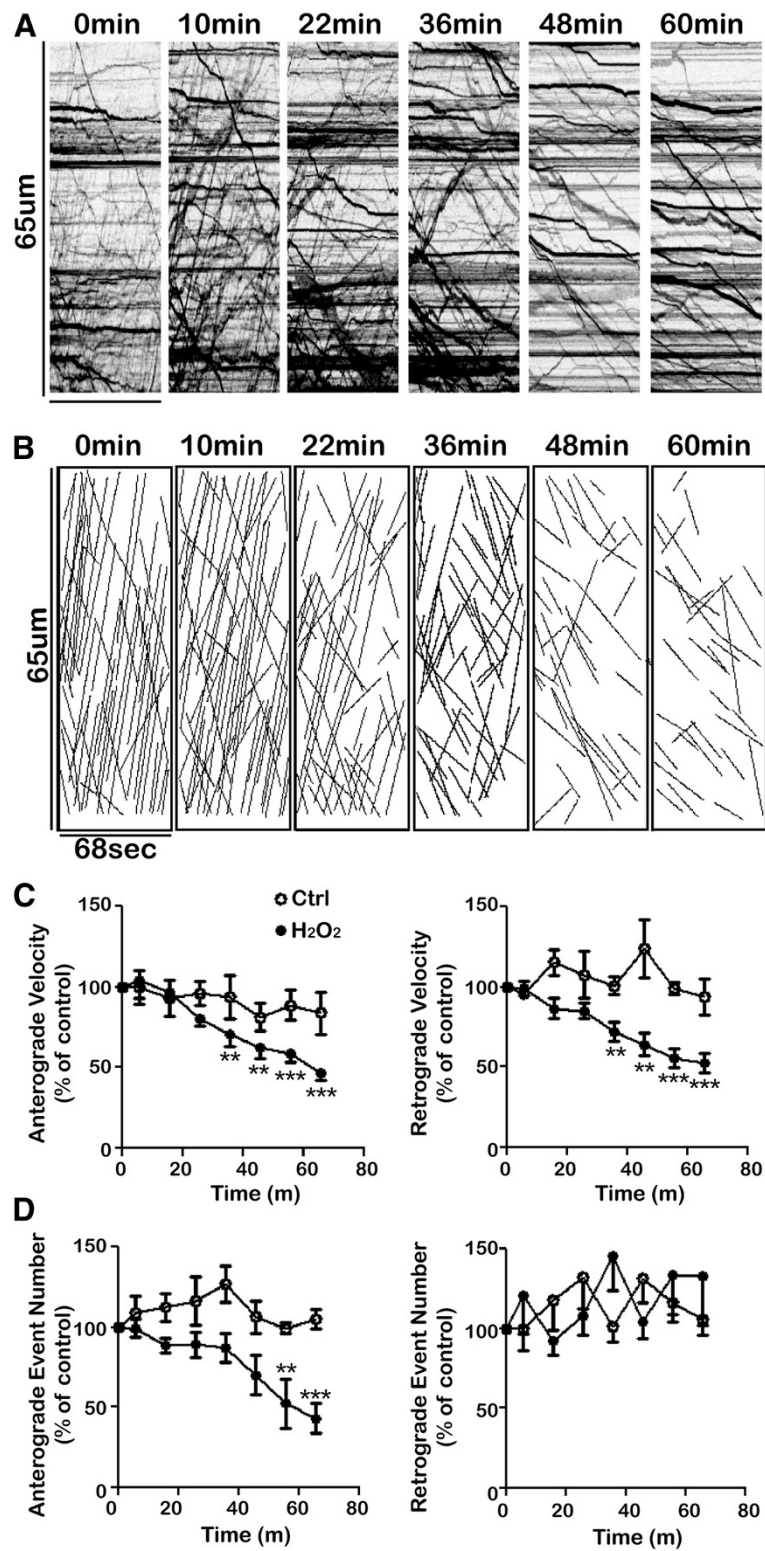 A
0min 10min 22min 36min 48min 60min
65um
B
0min 10min 22min 36min 48min 60min
65um
68sec
C
Ctrl
H₂O₂
Anterograde Velocity
(% of control)
150
100
50
0
**
**
***
***
0 20 40 60 80
Time (m)
Retrograde Velocity
(% of control)
150
100
50
0
**
**
***
***
0 20 40 60 80
Time (m)
D
Anterograde Event Number
(% of control)
150
100
50
0
**
***
0 20 40 60 80
Time (m)
Retrograde Event Number
(% of control)
150
100
50
0
0 20 40 60 80
Time (m)